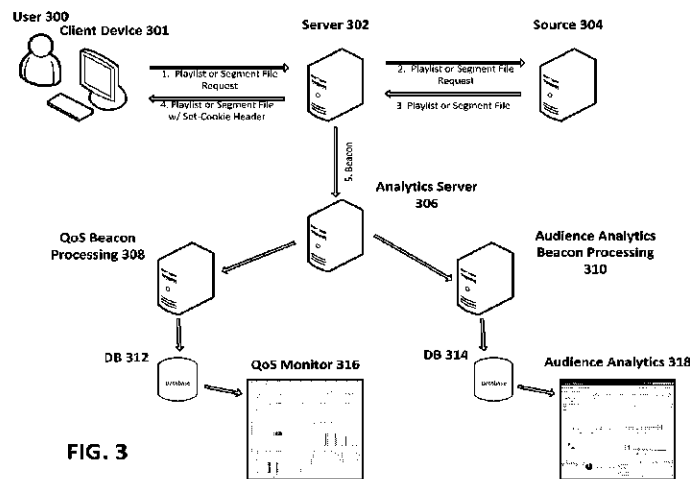 User 300
Client Device 301
Server 302
Source 304
1. Playlist or Segment File
Request
2. Playlist or Segment File
Request
4. Playlist or Segment File
w/ Set-Cookie Header
3 Playlist or Segment File
5. Beacon
Analytics Server
306
QoS Beacon
Processing 308
Audience Analytics
Beacon Processing
310
DB 312
QoS Monitor 316
DB 314
Audience Analytics 318
Database
Database
FIG. 3